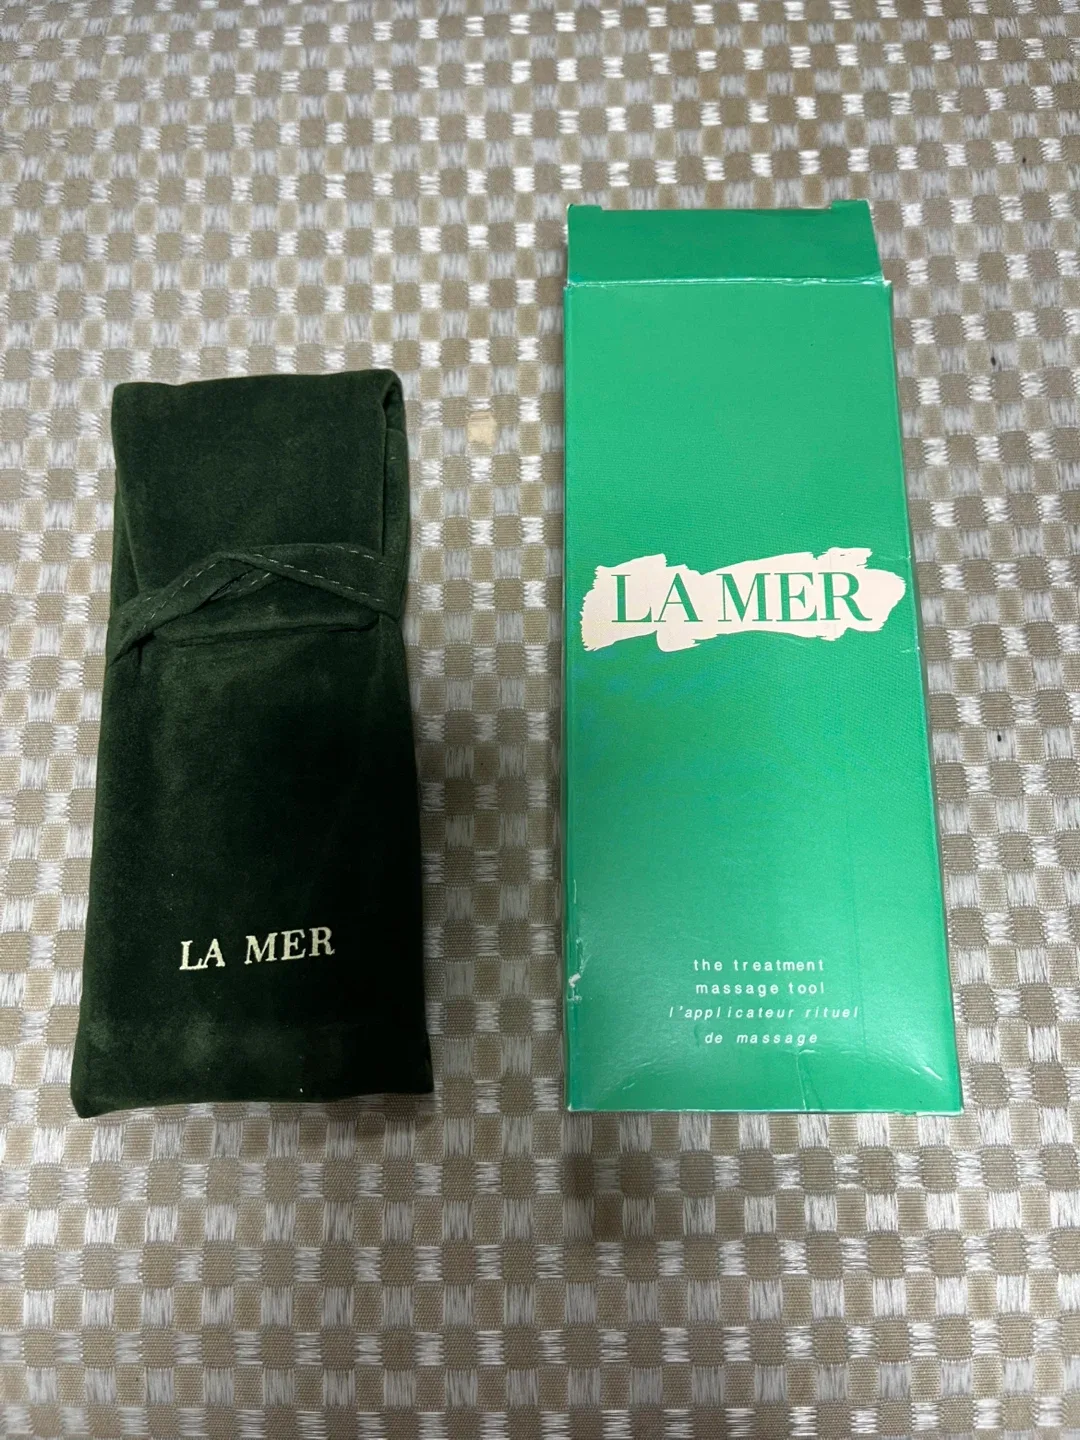 LA MER
LA MER
the treatment
massage tool
l'applicateur rituel
de massage